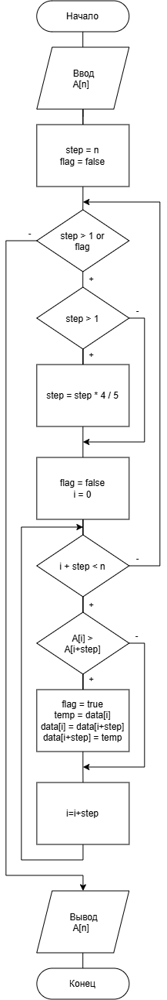 Начало
Ввод
A[n]
step = n
flag = false
step > 1 or
flag
-
+
step > 1
-
+
step = step * 4 / 5
flag = false
i = 0
i + step < n
-
+
A[i] >
A[i+step]
-
+
flag = true
temp = data[i]
data[i] = data[i+step]
data[i+step] = temp
i=i+step
Вывод
A[n]
Конец